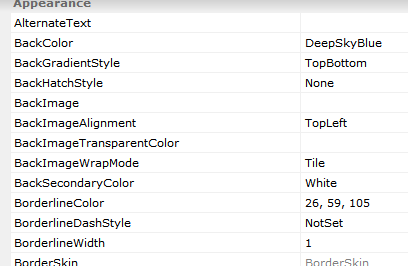 Appearance
AlternateText
BackColor DeepSkyBlue
BackGradientStyle TopBottom
BackHatchStyle None
BackImage
BackImageAlignment TopLeft
BackImageTransparentColor
BackImageWrapMode Tile
BackSecondaryColor White
BorderlineColor 26, 59, 105
BorderlineDashStyle NotSet
BorderlineWidth 1
BorderSkin BorderSkin